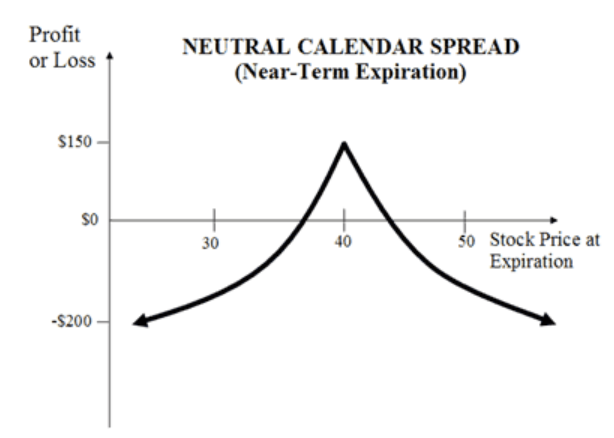 Profit
or Loss
NEUTRAL CALENDAR SPREAD
(Near-Term Expiration)
$150
$0
30
40
50
Stock Price at
Expiration
-$200